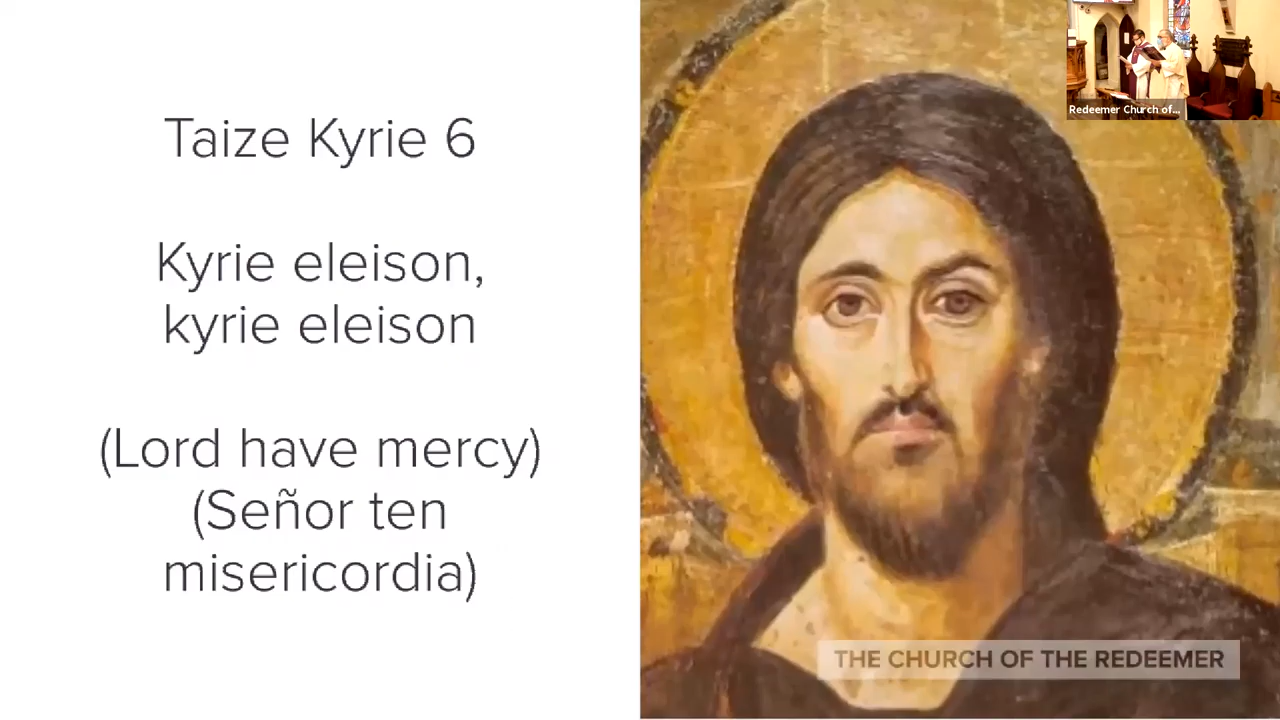 Taize Kyrie 6
Kyrie eleison,
kyrie eleison
(Lord have mercy)
(Señor ten
misericordia)
Redeemer Church of...
THE CHURCH OF THE REDEEMER